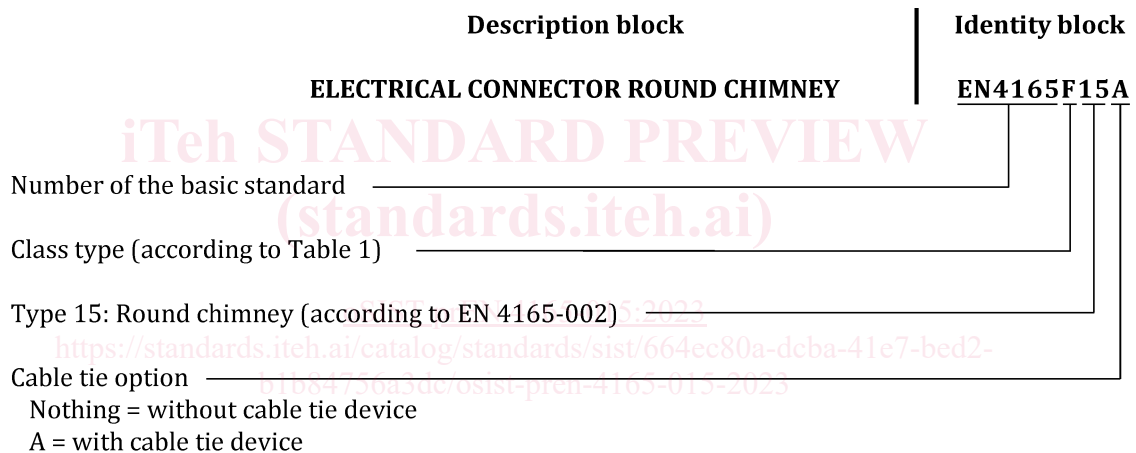 Description block Identity block
ELECTRICAL CONNECTOR ROUND CHIMNEY EN4165F15A
iTeh STANDARD PREVIEW
Number of the basic standard
(standards.iteh.ai)
Class type (according to Table 1)
oSIST prEN 4165-015:2023
Type 15: Round chimney (according to EN 4165-002)
https://standards.iteh.ai/catalog/standards/sist/664ec80a-dcba-41e7-bed2-
Cable tie option
b1b84756a3dc/osist-pren-4165-015-2023
Nothing = without cable tie device
A = with cable tie device